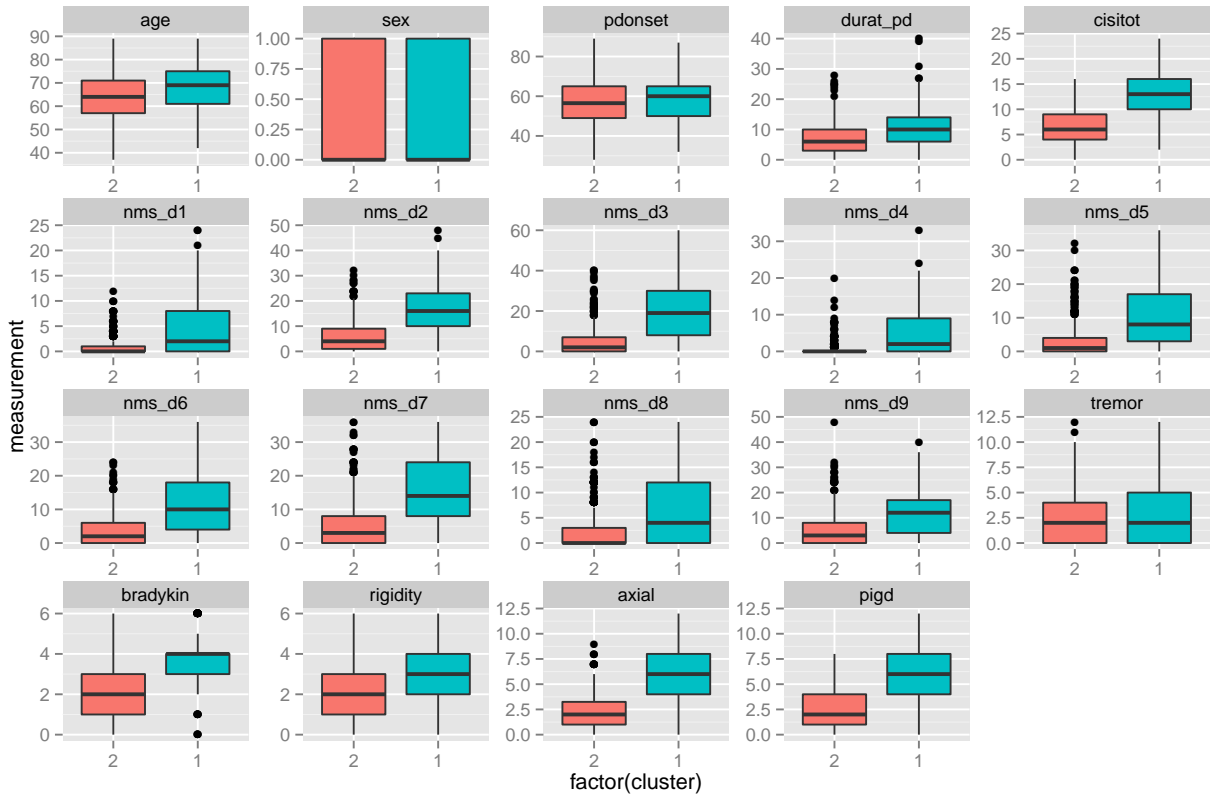 age sex pdonset durat_pd cisitot
90 80 70 60 50 40
1.00 0.75 0.50 0.25 0.00
80 60 40
40 30 20 10 0
25 20 15 10 5 0
2 1 2 1 2 1 2 1 2 1
nms_d1 nms_d2 nms_d3 nms_d4 nms_d5
25 20 15 10 5 0
50 40 30 20 10 0
60 40 20 0
30 20 10 0
30 20 10 0
2 1 2 1 2 1 2 1 2 1
measurement
nms_d6 nms_d7 nms_d8 nms_d9 tremor
30 20 10 0
30 20 10 0
25 20 15 10 5 0
50 40 30 20 10 0
12.5 10.0 7.5 5.0 2.5 0.0
2 1 2 1 2 1 2 1 2 1
bradykin rigidity axial pigd
6 4 2 0
6 4 2 0
12.5 10.0 7.5 5.0 2.5 0.0
12.5 10.0 7.5 5.0 2.5 0.0
2 1 2 1 2 1 2 1
factor(cluster)